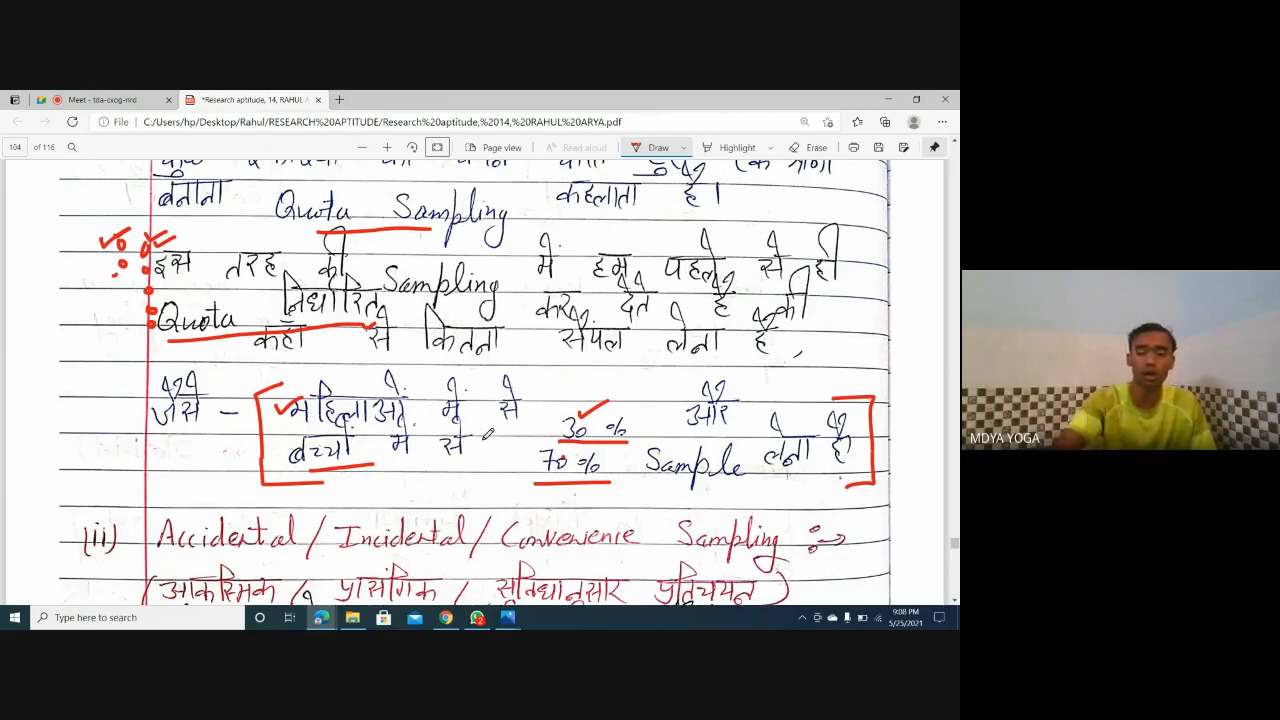 Meet - tda-cxog-nrd
*Research aptitude, 14, RAHUL A
File
C:/Users/hp/Desktop/Rahul/RESEARCH%20APTITUDE/Research%20aptitude,%2014,%20RAHUL%20ARYA.pdf
104 of 116
Page view
Read aloud
Draw
Highlight
Erase
बनाना Quota Sampling कहलाता है।
इस तरह की Sampling में हम पहले से ही
Quota निर्धारित कर देते है की
कहाँ से कितना सैंपल लेना है,
जैसे - महिलाओं में से 30 % और
बच्चों में से 70 % Sample लेना है
(ii) Accidental / Incidental / Convenience Sampling :→
(आकस्मिक / प्रासंगिक / सुविधानुसार प्रतिचयन)
MDYA YOGA
Type here to search
2
9:08 PM
5/25/2021